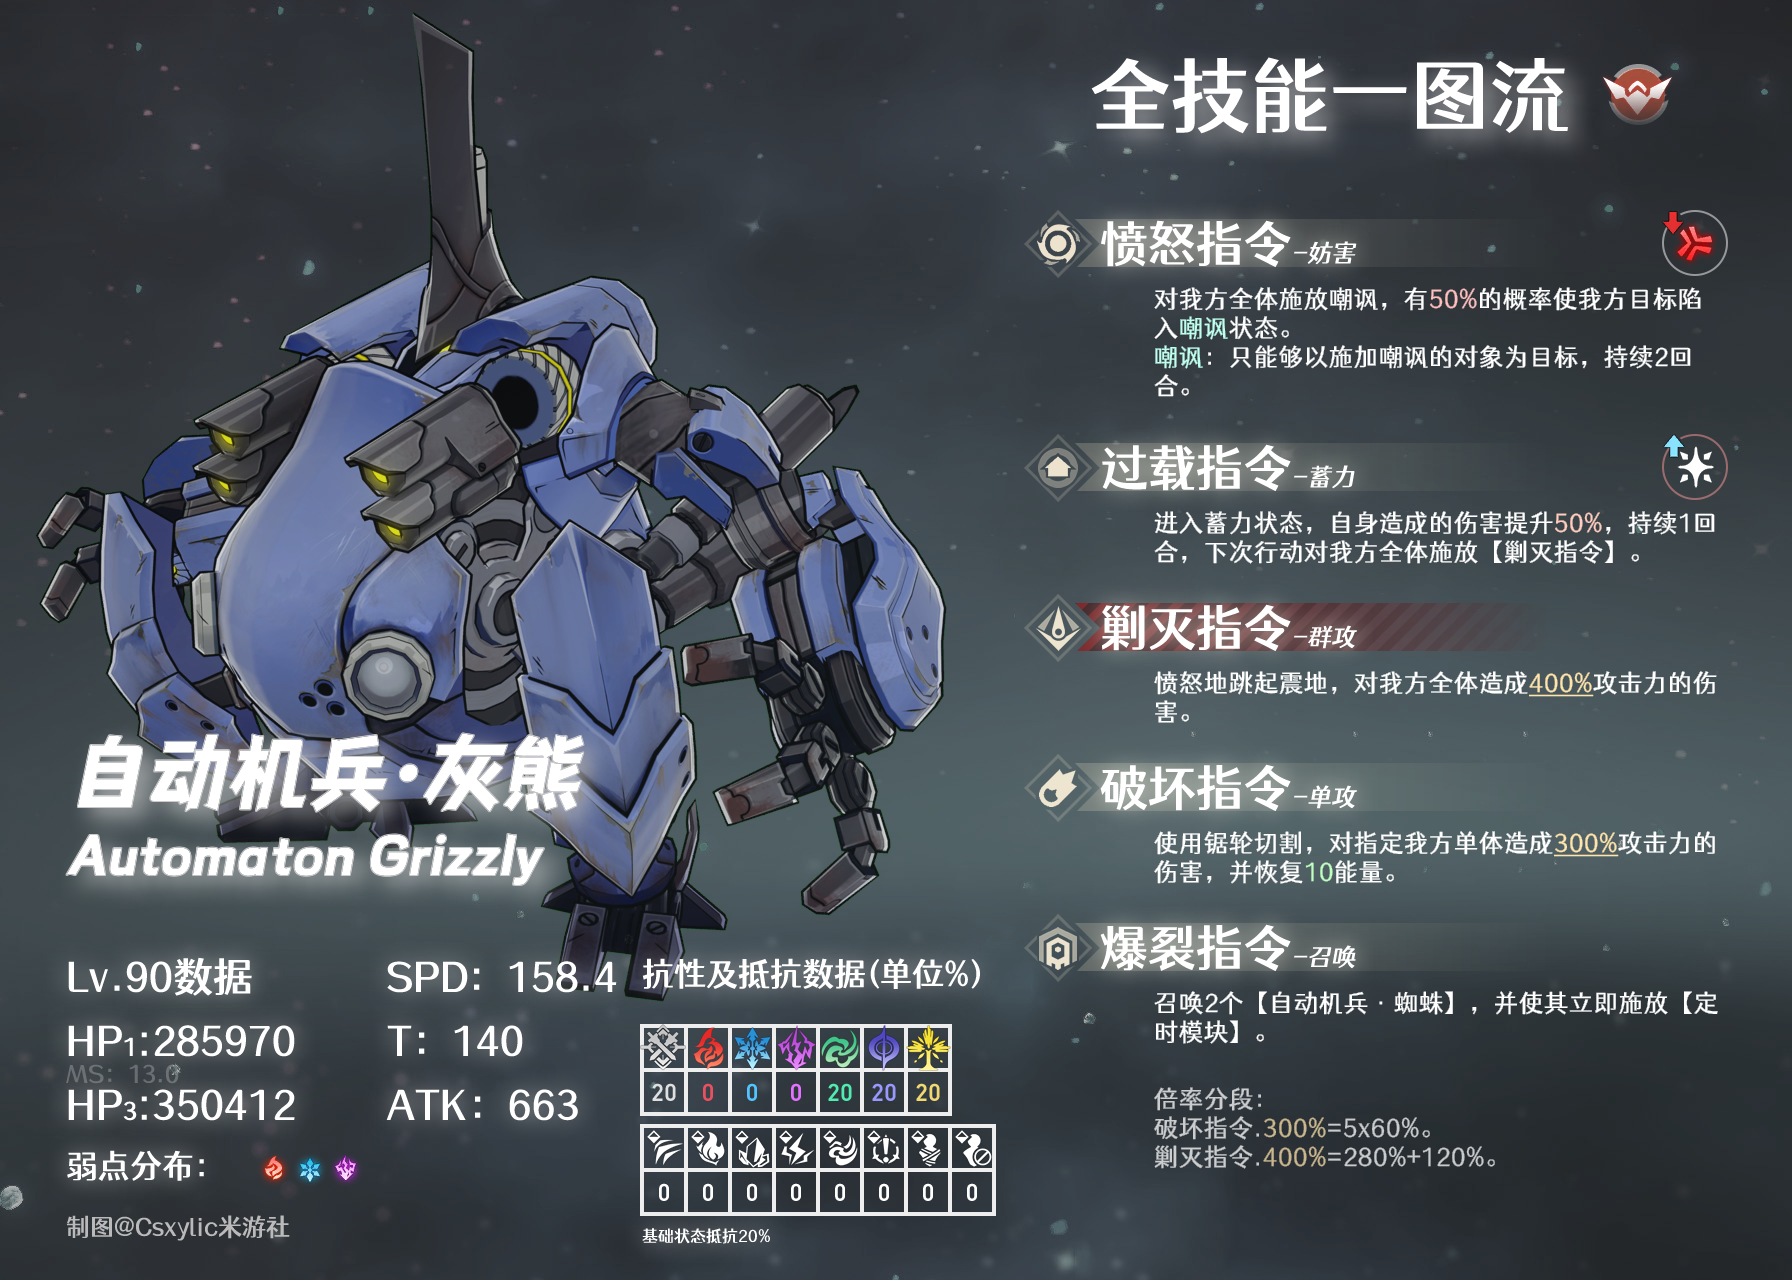 全技能一图流
愤怒指令-妨害
对我方全体施放嘲讽，有50%的概率使我方目标陷
入嘲讽状态。
嘲讽：只能够以施加嘲讽的对象为目标，持续2回
合。
过载指令-蓄力
进入蓄力状态，自身造成的伤害提升50%，持续1回
合，下次行动对我方全体施放【剿灭指令】。
剿灭指令-群攻
愤怒地跳起震地，对我方全体造成400%攻击力的伤
害。
破坏指令-单攻
使用锯轮切割，对指定我方单体造成300%攻击力的
伤害，并恢复10能量。
爆裂指令-召唤
召唤2个【自动机兵·蜘蛛】，并使其立即施放【定
时模块】。
倍率分段：
破坏指令.300%=5x60%。
剿灭指令.400%=280%+120%。
自动机兵·灰熊
Automaton Grizzly
Lv.90数据
SPD：158.4
HP1:285970
T：140
MS：13.0
HP3:350412
ATK：663
弱点分布：
制图@Csxylic米游社
抗性及抵抗数据(单位%)
20 0 0 0 20 20 20
0 0 0 0 0 0 0 0
基础状态抵抗20%